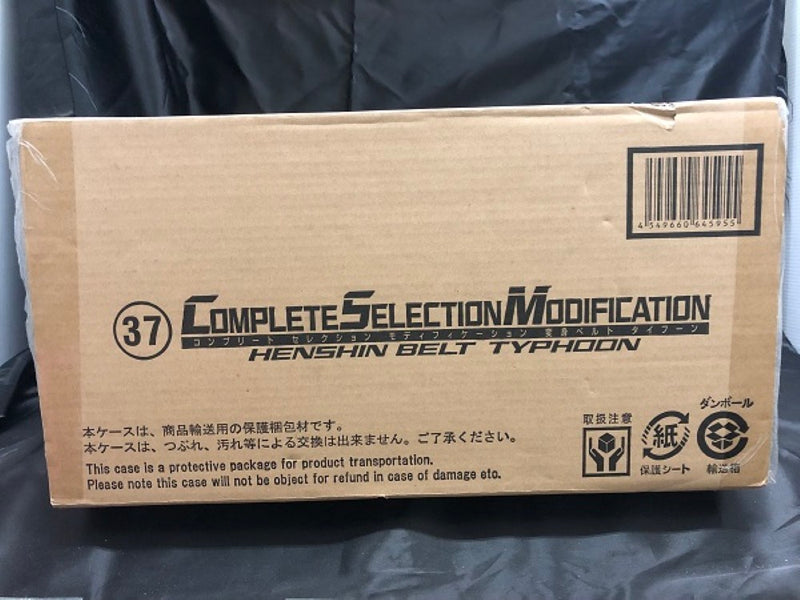 4 549660 645955
37
COMPLETE SELECTION MODIFICATION
コンプリート セレクション モディフィケーション 変身ベルト タイフーン
HENSHIN BELT TYPHOON
本ケースは、商品輸送用の保護梱包材です。
本ケースは、つぶれ、汚れ等による交換は出来ません。ご了承ください。
This case is a protective package for product transportation.
Please note this case will not be object for refund in case of damage etc.
取扱注意
紙
保護シート
ダンボール
輸送箱